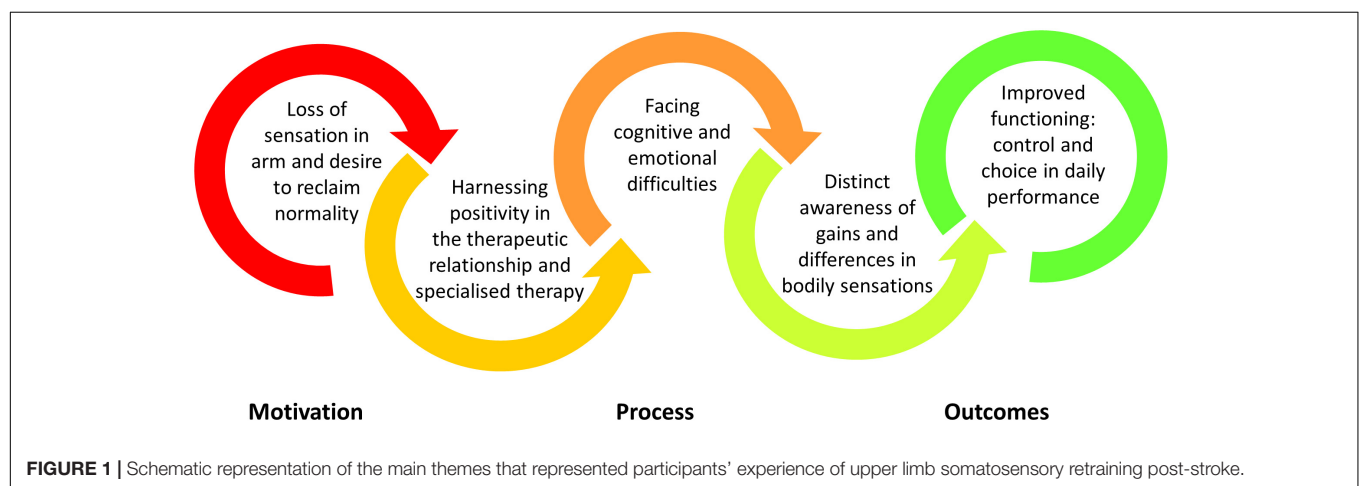 Loss of
sensation in
arm and desire
to reclaim
normality
Harnessing
positivity in
the therapeutic
relationship and
specialised therapy
Facing
cognitive and
emotional
difficulties
Distinct
awareness of
gains and
differences in
bodily sensations
Improved
functioning:
control and
choice in daily
performance
Motivation
Process
Outcomes
FIGURE 1 | Schematic representation of the main themes that represented participants’ experience of upper limb somatosensory retraining post-stroke.